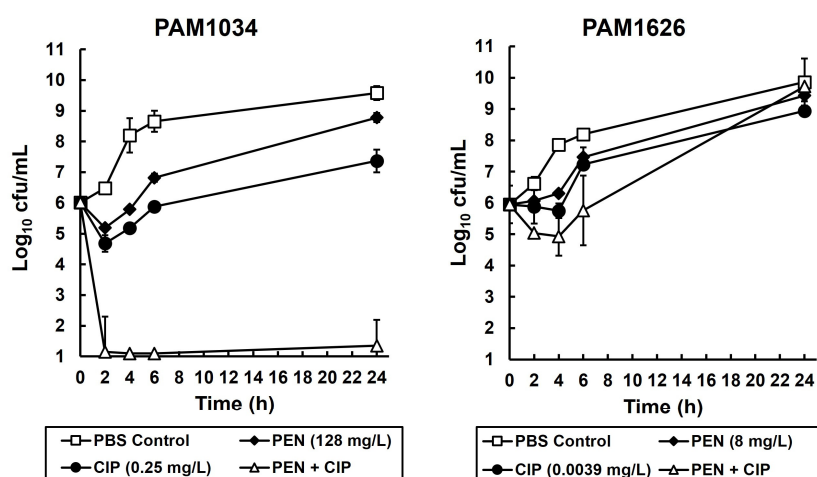 PAM1034
11
10
9
8
7
6
5
4
3
2
1
Log10 cfu/mL
0 2 4 6 8 10 12 14 16 18 20 22 24
Time (h)
PBS Control PEN (128 mg/L)
CIP (0.25 mg/L) PEN + CIP
PAM1626
11
10
9
8
7
6
5
4
3
2
1
Log10 cfu/mL
0 2 4 6 8 10 12 14 16 18 20 22 24
Time (h)
PBS Control PEN (8 mg/L)
CIP (0.0039 mg/L) PEN + CIP